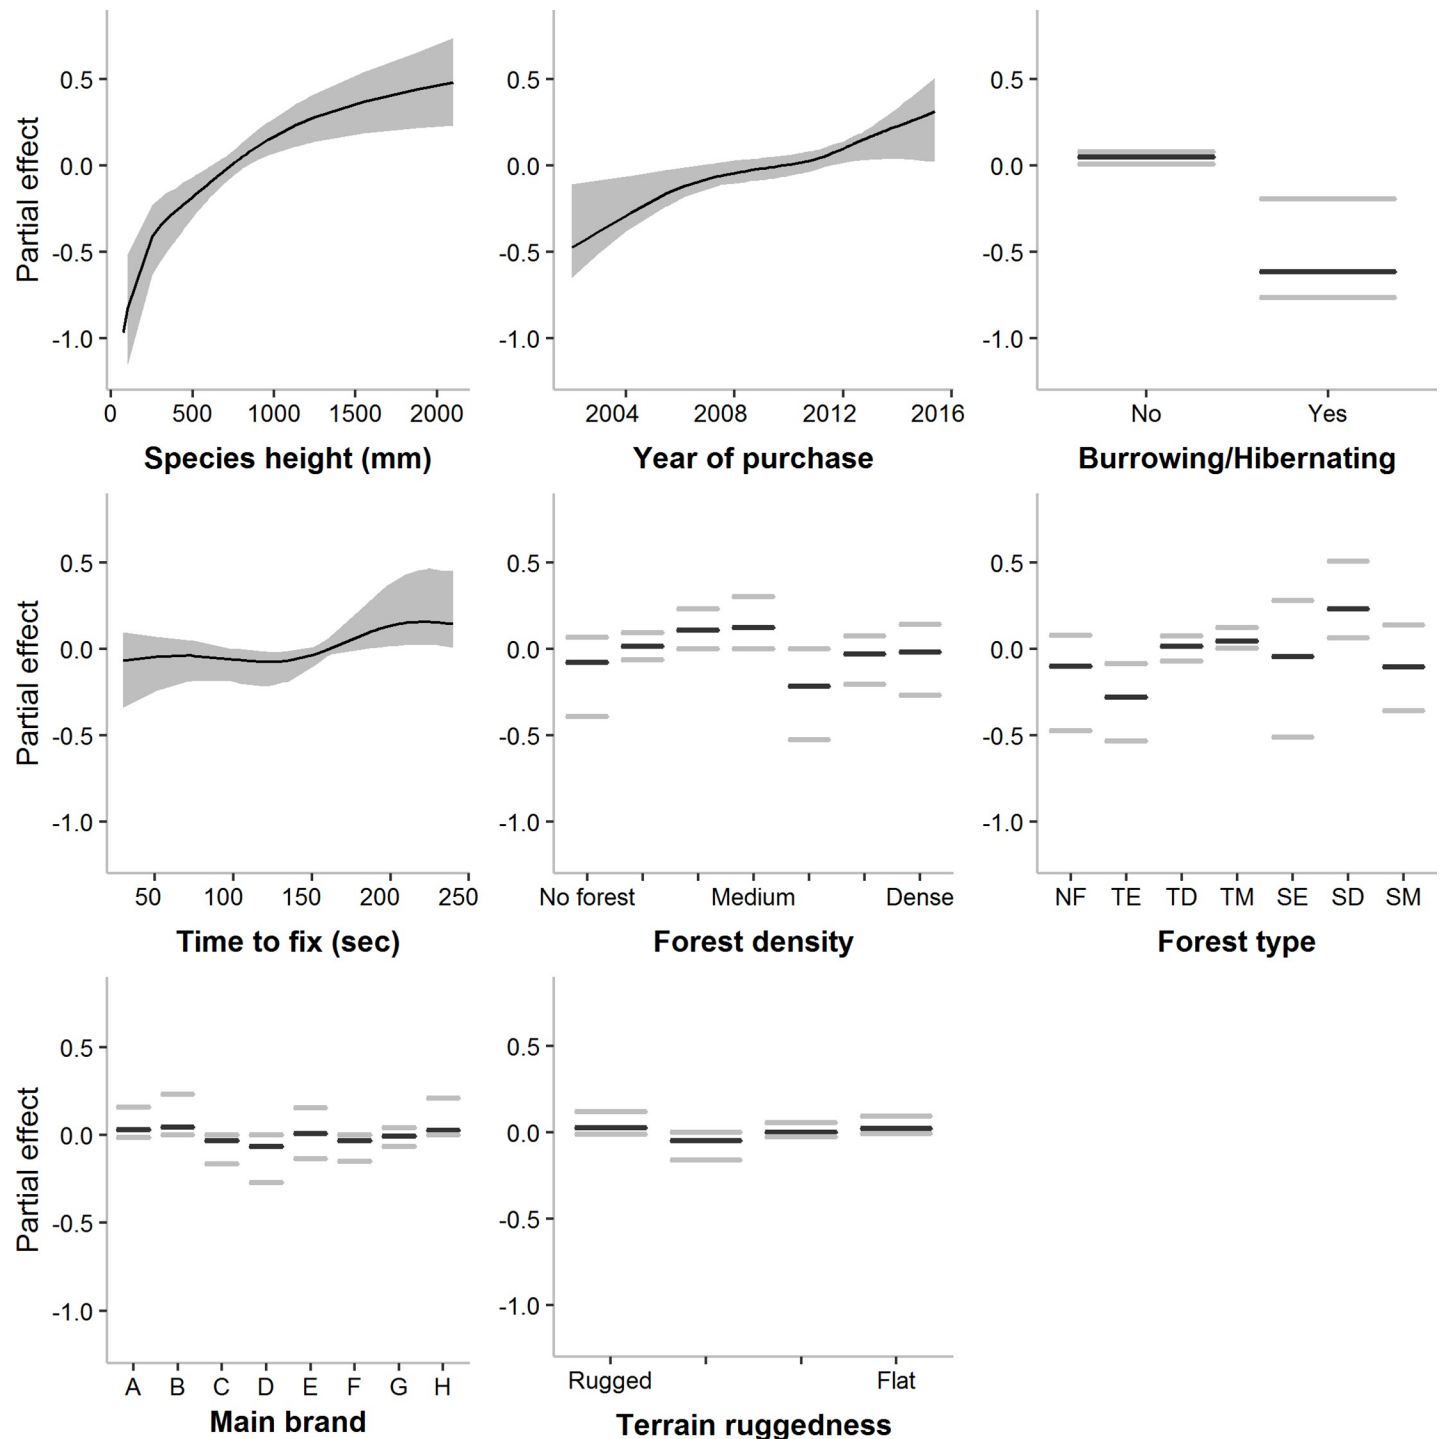 Partial effect
0.5
0.0
-0.5
-1.0
0 500 1000 1500 2000
Species height (mm)
0.5
0.0
-0.5
-1.0
2004 2008 2012 2016
Year of purchase
0.5
0.0
-0.5
-1.0
No Yes
Burrowing/Hibernating
Partial effect
0.5
0.0
-0.5
-1.0
50 100 150 200 250
Time to fix (sec)
0.5
0.0
-0.5
-1.0
No forest Medium Dense
Forest density
0.5
0.0
-0.5
-1.0
NF TE TD TM SE SD SM
Forest type
Partial effect
0.5
0.0
-0.5
-1.0
A B C D E F G H
Main brand
0.5
0.0
-0.5
-1.0
Rugged Flat
Terrain ruggedness